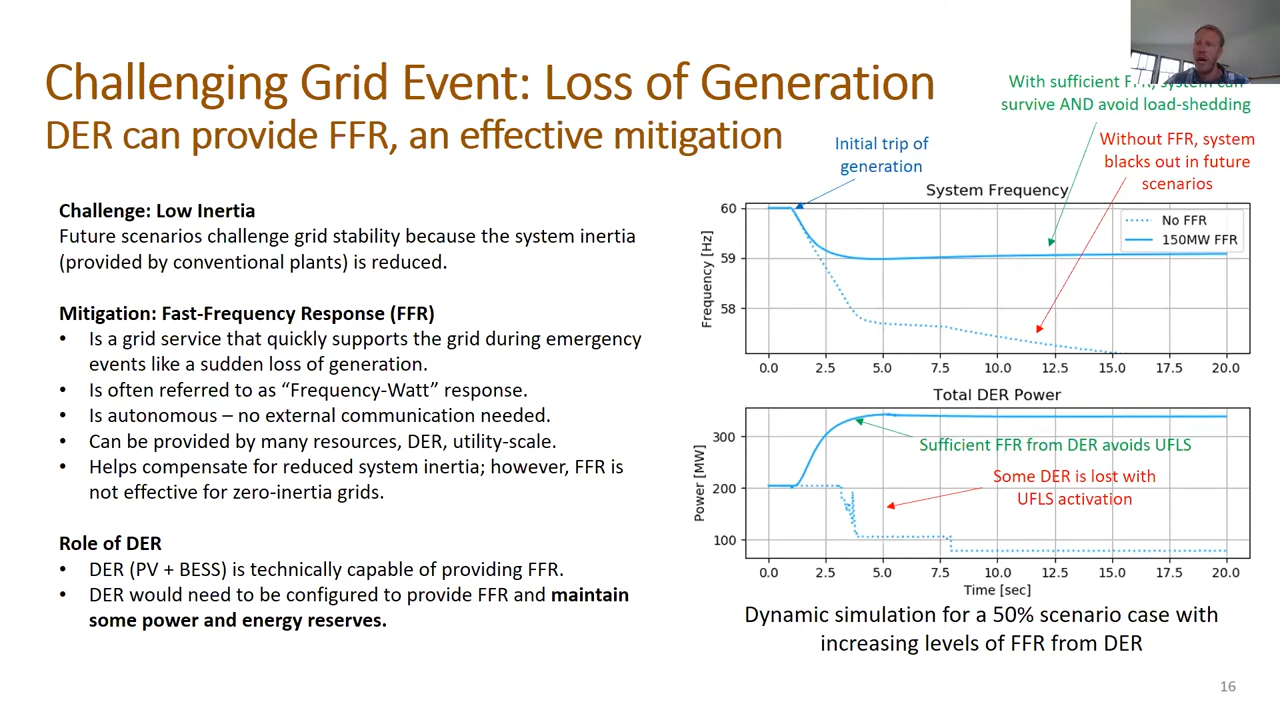 Challenging Grid Event: Loss of Generation
DER can provide FFR, an effective mitigation
With sufficient system can
survive AND avoid load-shedding
Without FFR, system
blacks out in future
scenarios
Initial trip of
generation
Challenge: Low Inertia
Future scenarios challenge grid stability because the system inertia
(provided by conventional plants) is reduced.
Mitigation: Fast-Frequency Response (FFR)
• Is a grid service that quickly supports the grid during emergency
events like a sudden loss of generation.
• Is often referred to as “Frequency-Watt” response.
• Is autonomous – no external communication needed.
• Can be provided by many resources, DER, utility-scale.
• Helps compensate for reduced system inertia; however, FFR is
not effective for zero-inertia grids.
Role of DER
• DER (PV + BESS) is technically capable of providing FFR.
• DER would need to be configured to provide FFR and maintain
some power and energy reserves.
System Frequency
No FFR
150MW FFR
Frequency [Hz]
60
59
58
0.0 2.5 5.0 7.5 10.0 12.5 15.0 17.5 20.0
Total DER Power
Power [MW]
300
200
100
Sufficient FFR from DER avoids UFLS
Some DER is lost with
UFLS activation
0.0 2.5 5.0 7.5 10.0 12.5 15.0 17.5 20.0
Time [sec]
Dynamic simulation for a 50% scenario case with
increasing levels of FFR from DER
16